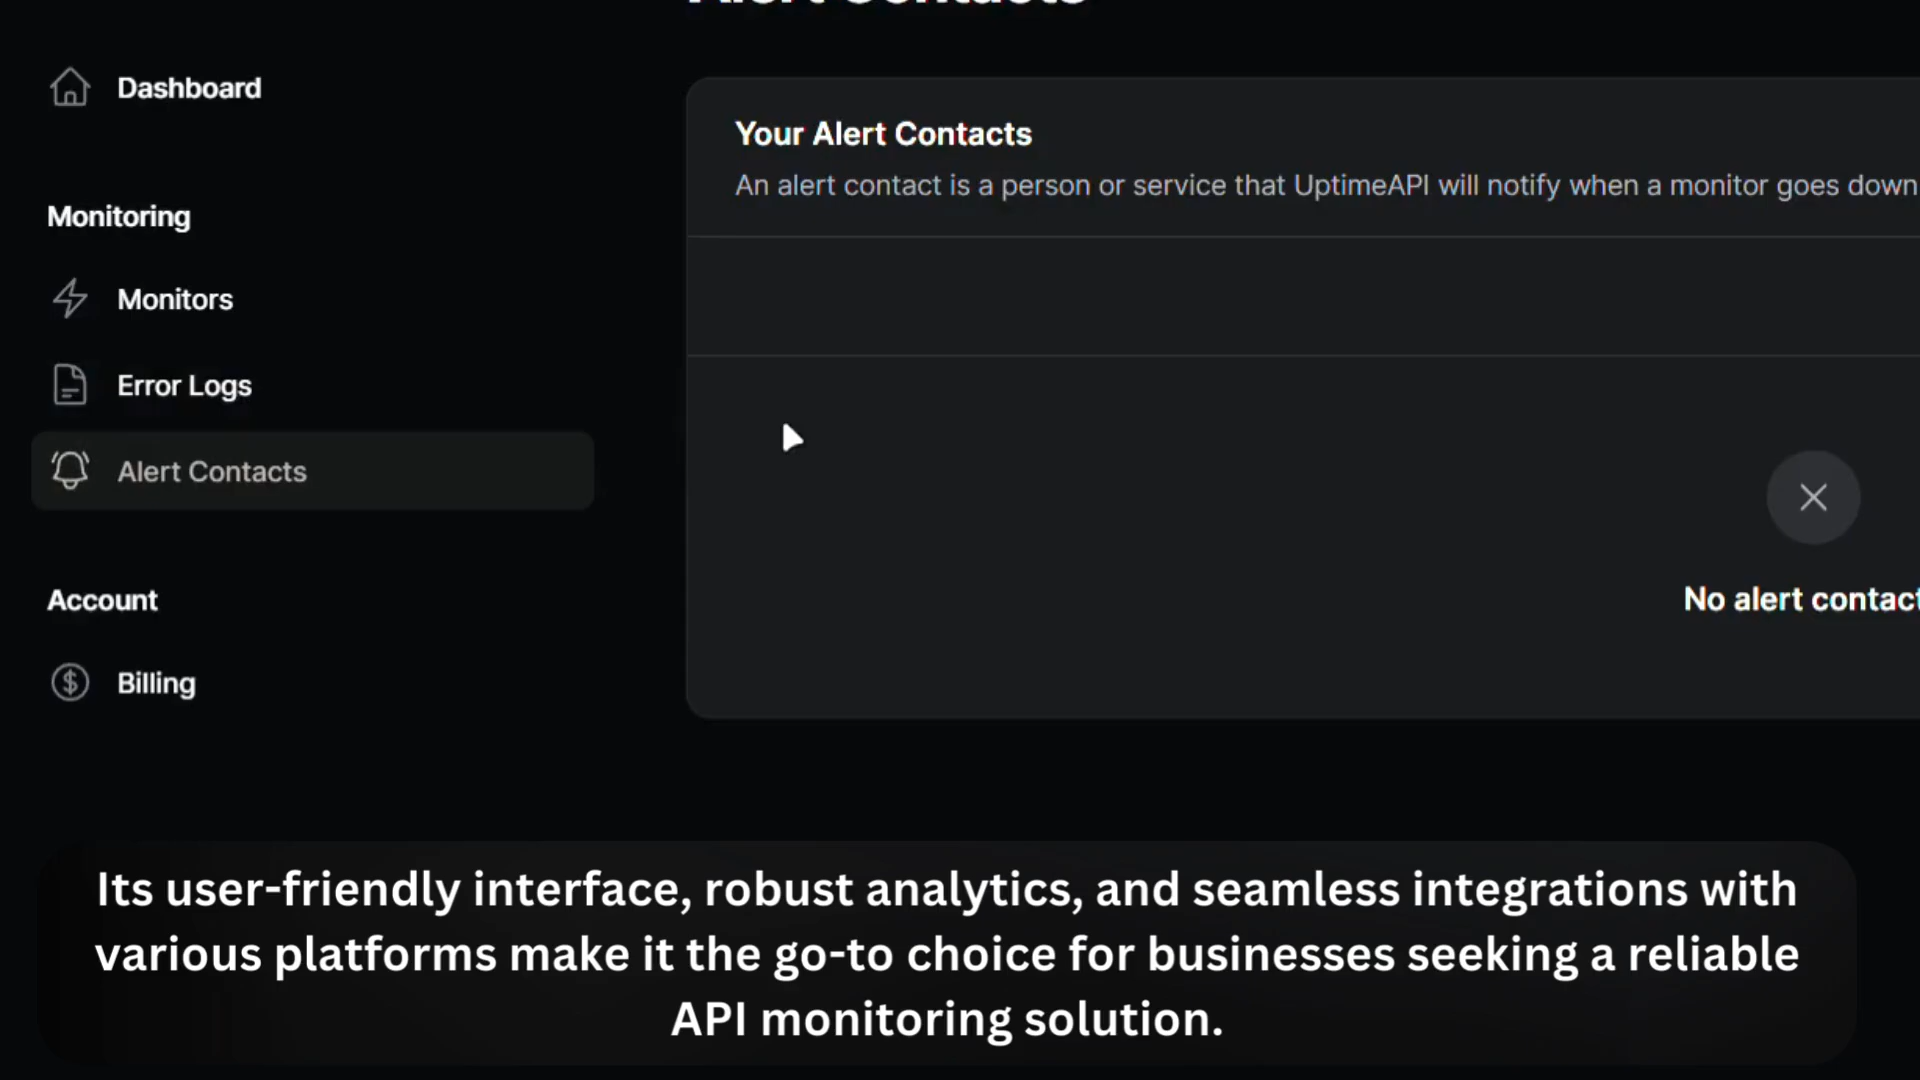 Alert Contacts
Dashboard
Monitoring
Monitors
Error Logs
Alert Contacts
Account
Billing
Your Alert Contacts
An alert contact is a person or service that UptimeAPI will notify when a monitor goes down
No alert contact
Its user-friendly interface, robust analytics, and seamless integrations with
various platforms make it the go-to choice for businesses seeking a reliable
API monitoring solution.